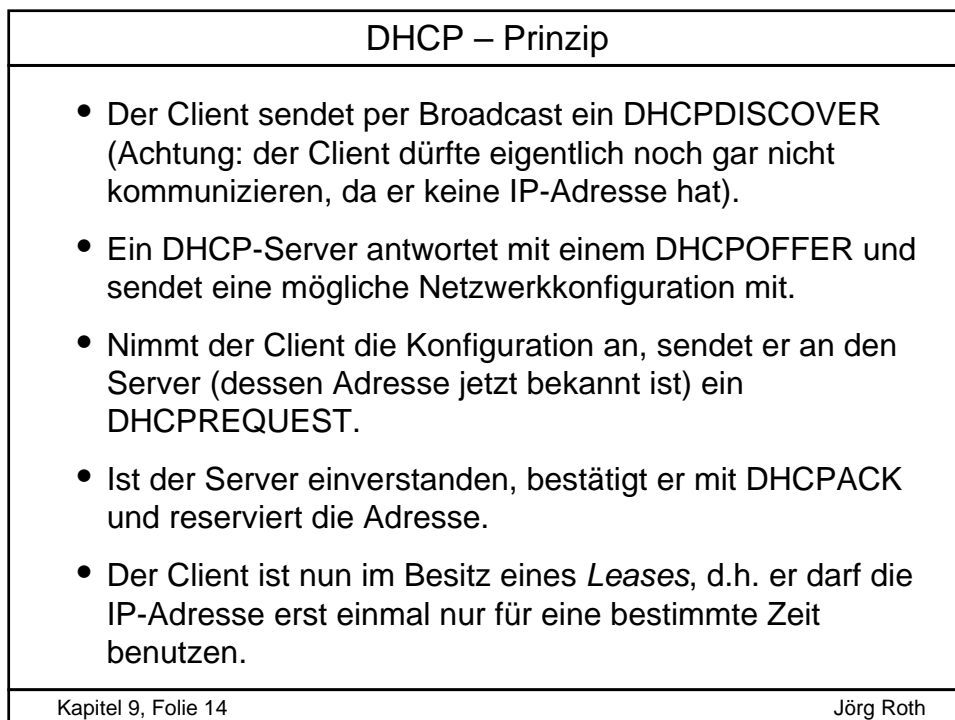 DHCP – Prinzip
• Der Client sendet per Broadcast ein DHCPDISCOVER
(Achtung: der Client dürfte eigentlich noch gar nicht
kommunizieren, da er keine IP-Adresse hat).
• Ein DHCP-Server antwortet mit einem DHCPOFFER und
sendet eine mögliche Netzwerkkonfiguration mit.
• Nimmt der Client die Konfiguration an, sendet er an den
Server (dessen Adresse jetzt bekannt ist) ein
DHCPREQUEST.
• Ist der Server einverstanden, bestätigt er mit DHCPACK
und reserviert die Adresse.
• Der Client ist nun im Besitz eines Leases, d.h. er darf die
IP-Adresse erst einmal nur für eine bestimmte Zeit
benutzen.
Kapitel 9, Folie 14 Jörg Roth